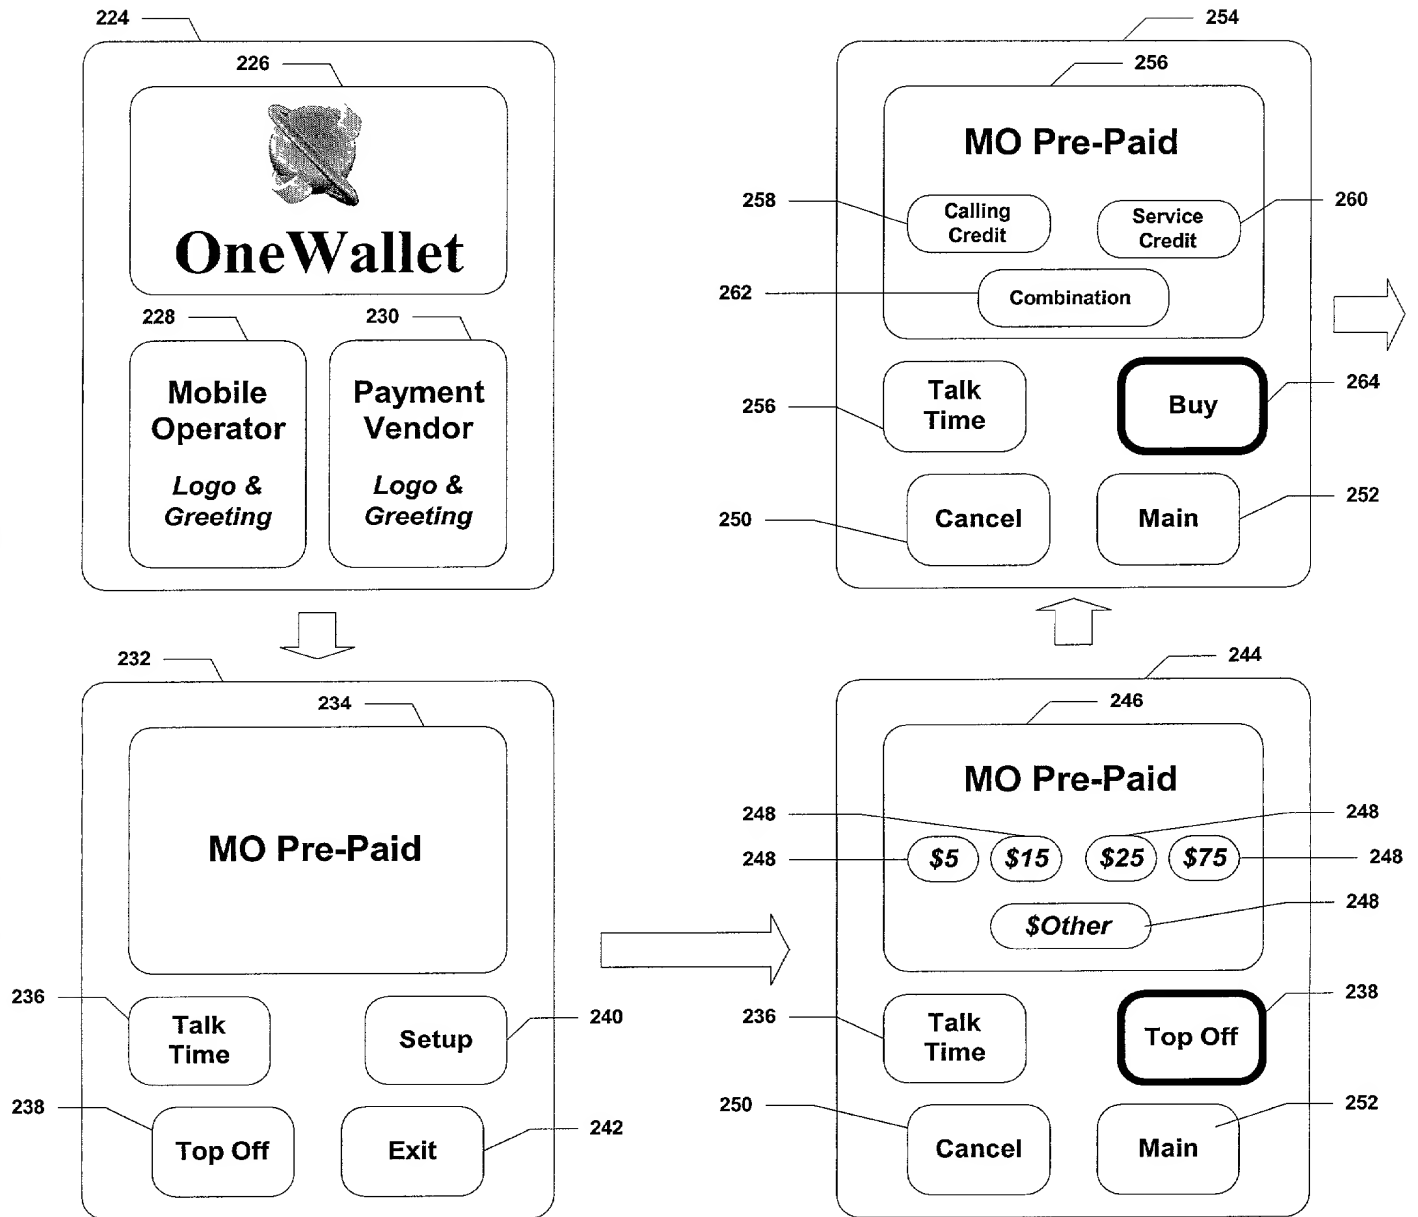 224
226
OneWallet
228
230
Mobile
Operator
Logo &
Greeting
Payment
Vendor
Logo &
Greeting
232
234
MO Pre-Paid
236
Talk
Time
Setup
240
238
Top Off
Exit
242
254
256
MO Pre-Paid
258
Calling
Credit
Service
Credit
260
262
Combination
256
Talk
Time
Buy
264
250
Cancel
Main
252
244
246
MO Pre-Paid
248
248
248
$5
$15
$25
$75
248
$Other
248
236
Talk
Time
Top Off
238
250
Cancel
Main
252